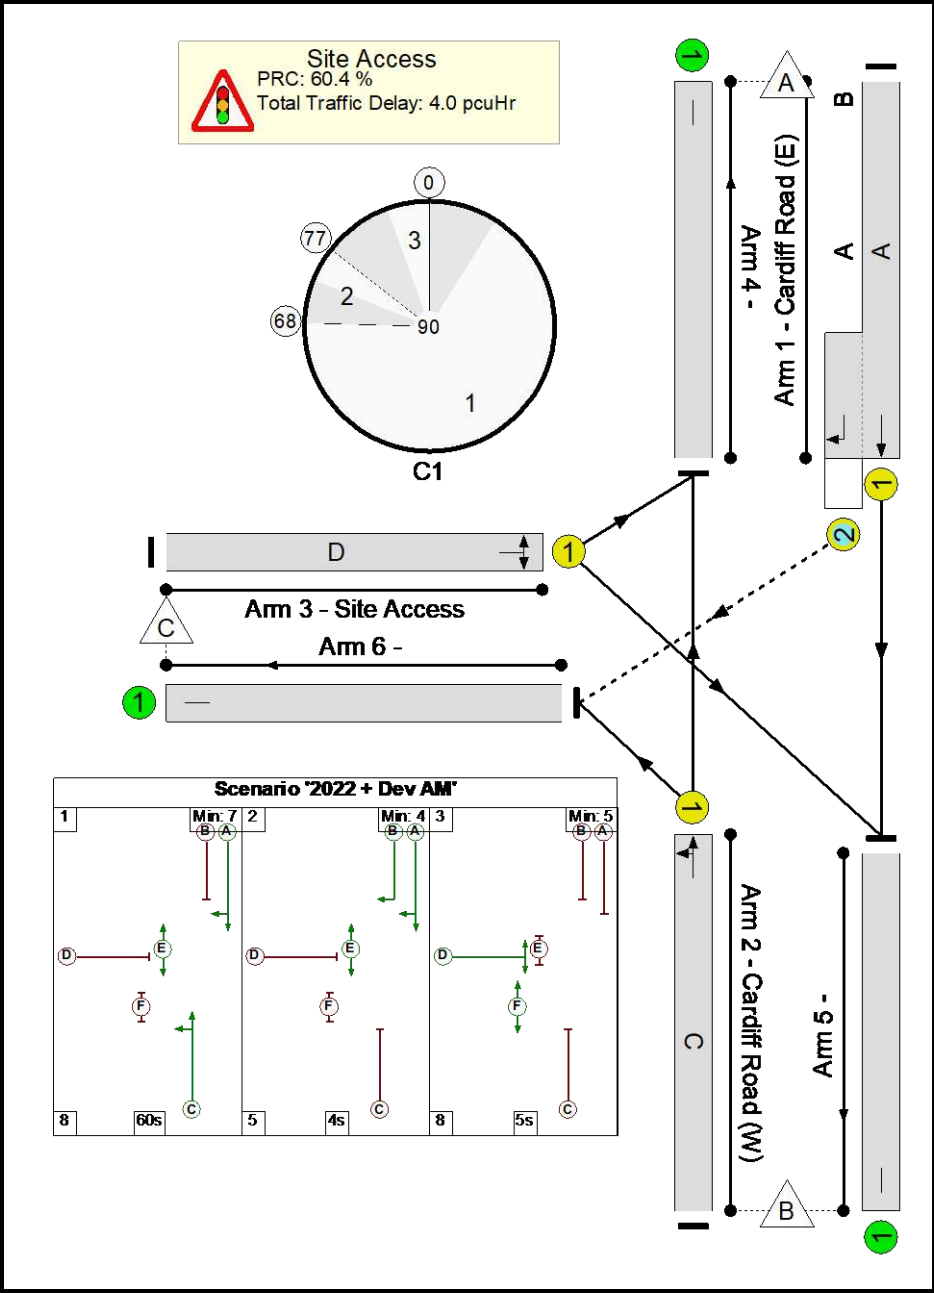 Site Access
PRC: 60.4 %
Total Traffic Delay: 4.0 pcuHr
0
77
68
90
3
2
1
C1
1
A
B
A
A
Arm 4 -
Arm 1 - Cardiff Road (E)
1
2
D
1
Arm 3 - Site Access
C
Arm 6 -
1
1
C
Arm 2 - Cardiff Road (W)
Arm 5 -
B
1
Scenario '2022 + Dev AM'
1
Min: 7
2
Min: 4
3
Min: 5
B A
B A
B A
D E
D E
D E
F
F
F
C
C
C
8
60s
5
4s
8
5s